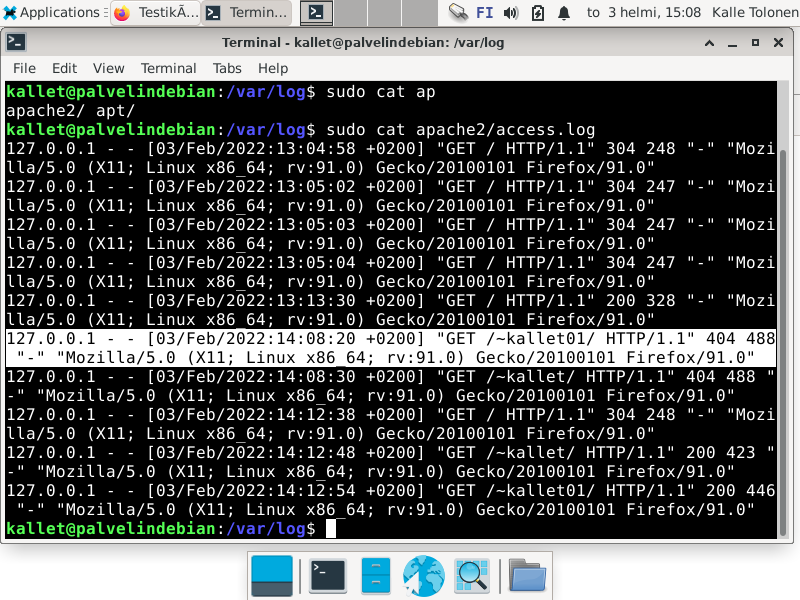 Applications
TestikÃ...
Termin...
FI
to 3 helmi, 15:08
Kalle Tolonen
Terminal - kallet@palvelindebian: /var/log
File Edit View Terminal Tabs Help
kallet@palvelindebian:/var/log$ sudo cat ap
apache2/ apt/
kallet@palvelindebian:/var/log$ sudo cat apache2/access.log
127.0.0.1 - - [03/Feb/2022:13:04:58 +0200] "GET / HTTP/1.1" 304 248 "-" "Mozi
lla/5.0 (X11; Linux x86_64; rv:91.0) Gecko/20100101 Firefox/91.0"
127.0.0.1 - - [03/Feb/2022:13:05:02 +0200] "GET / HTTP/1.1" 304 247 "-" "Mozi
lla/5.0 (X11; Linux x86_64; rv:91.0) Gecko/20100101 Firefox/91.0"
127.0.0.1 - - [03/Feb/2022:13:05:03 +0200] "GET / HTTP/1.1" 304 247 "-" "Mozi
lla/5.0 (X11; Linux x86_64; rv:91.0) Gecko/20100101 Firefox/91.0"
127.0.0.1 - - [03/Feb/2022:13:05:04 +0200] "GET / HTTP/1.1" 304 247 "-" "Mozi
lla/5.0 (X11; Linux x86_64; rv:91.0) Gecko/20100101 Firefox/91.0"
127.0.0.1 - - [03/Feb/2022:13:13:30 +0200] "GET / HTTP/1.1" 200 328 "-" "Mozi
lla/5.0 (X11; Linux x86_64; rv:91.0) Gecko/20100101 Firefox/91.0"
127.0.0.1 - - [03/Feb/2022:14:08:20 +0200] "GET /~kallet01/ HTTP/1.1" 404 488
 "-" "Mozilla/5.0 (X11; Linux x86_64; rv:91.0) Gecko/20100101 Firefox/91.0"
127.0.0.1 - - [03/Feb/2022:14:08:30 +0200] "GET /~kallet/ HTTP/1.1" 404 488 "
-" "Mozilla/5.0 (X11; Linux x86_64; rv:91.0) Gecko/20100101 Firefox/91.0"
127.0.0.1 - - [03/Feb/2022:14:12:38 +0200] "GET / HTTP/1.1" 304 248 "-" "Mozi
lla/5.0 (X11; Linux x86_64; rv:91.0) Gecko/20100101 Firefox/91.0"
127.0.0.1 - - [03/Feb/2022:14:12:48 +0200] "GET /~kallet/ HTTP/1.1" 200 423 "
-" "Mozilla/5.0 (X11; Linux x86_64; rv:91.0) Gecko/20100101 Firefox/91.0"
127.0.0.1 - - [03/Feb/2022:14:12:54 +0200] "GET /~kallet01/ HTTP/1.1" 200 446
 "-" "Mozilla/5.0 (X11; Linux x86_64; rv:91.0) Gecko/20100101 Firefox/91.0"
kallet@palvelindebian:/var/log$